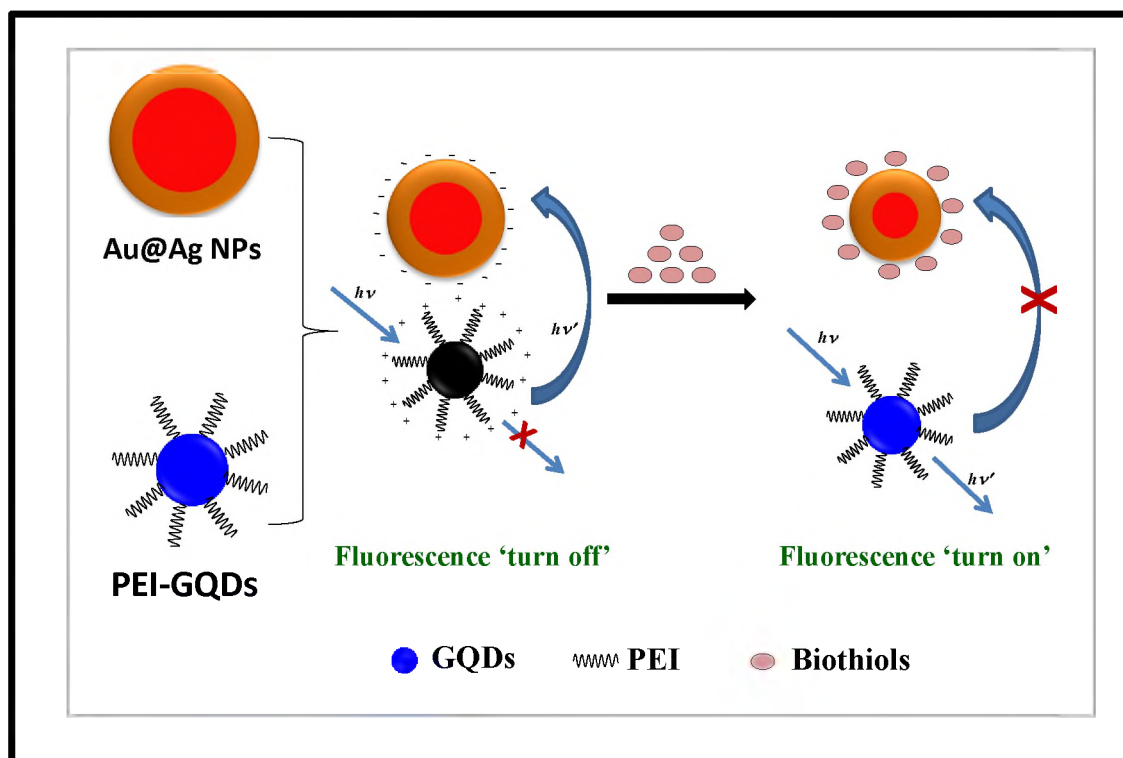 Au@Ag NPs
PEI-GQDs
hν
hν'
Fluorescence ‘turn off’
hν
hν'
Fluorescence ‘turn on’
GQDs
PEI
Biothiols